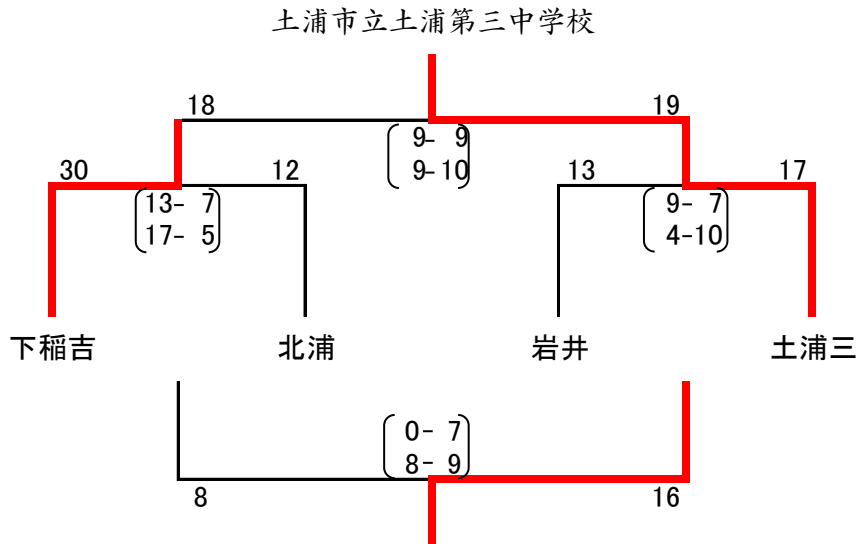 土浦市立土浦第三中学校
18 19
9- 9
9-10
30 12 13 17
13- 7 9- 7
17- 5 4-10
下稲吉 北浦 岩井 土浦三
0- 7
8- 9
8 16